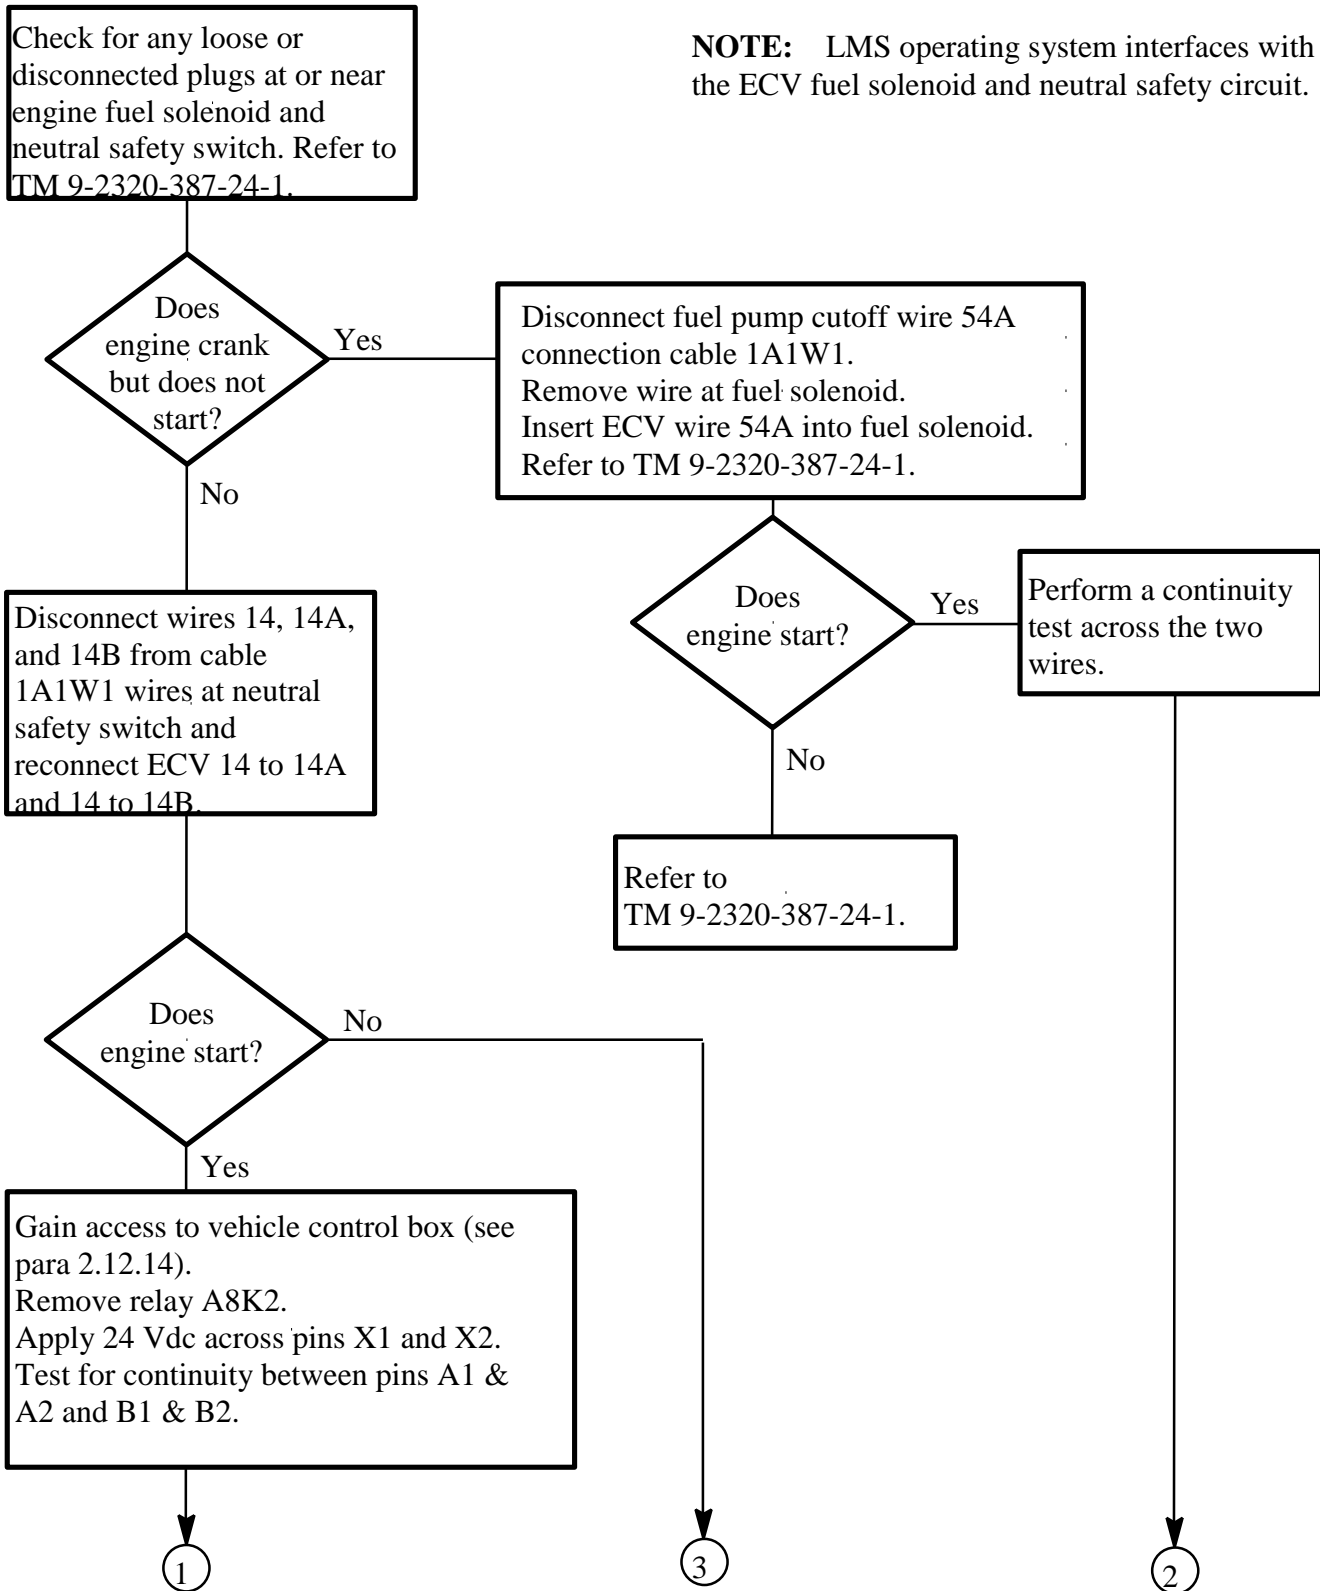 Check for any loose or
disconnected plugs at or near
engine fuel solenoid and
neutral safety switch. Refer to
TM 9-2320-387-24-1.
NOTE: LMS operating system interfaces with
the ECV fuel solenoid and neutral safety circuit.
Does
engine crank
but does not
start?
Yes
No
Disconnect fuel pump cutoff wire 54A
connection cable 1A1W1.
Remove wire at fuel solenoid.
Insert ECV wire 54A into fuel solenoid.
Refer to TM 9-2320-387-24-1.
Does
engine start?
Yes
No
Perform a continuity
test across the two
wires.
Refer to
TM 9-2320-387-24-1.
Disconnect wires 14, 14A,
and 14B from cable
1A1W1 wires at neutral
safety switch and
reconnect ECV 14 to 14A
and 14 to 14B.
Does
engine start?
No
Yes
Gain access to vehicle control box (see
para 2.12.14).
Remove relay A8K2.
Apply 24 Vdc across pins X1 and X2.
Test for continuity between pins A1 &
A2 and B1 & B2.
1
3
2